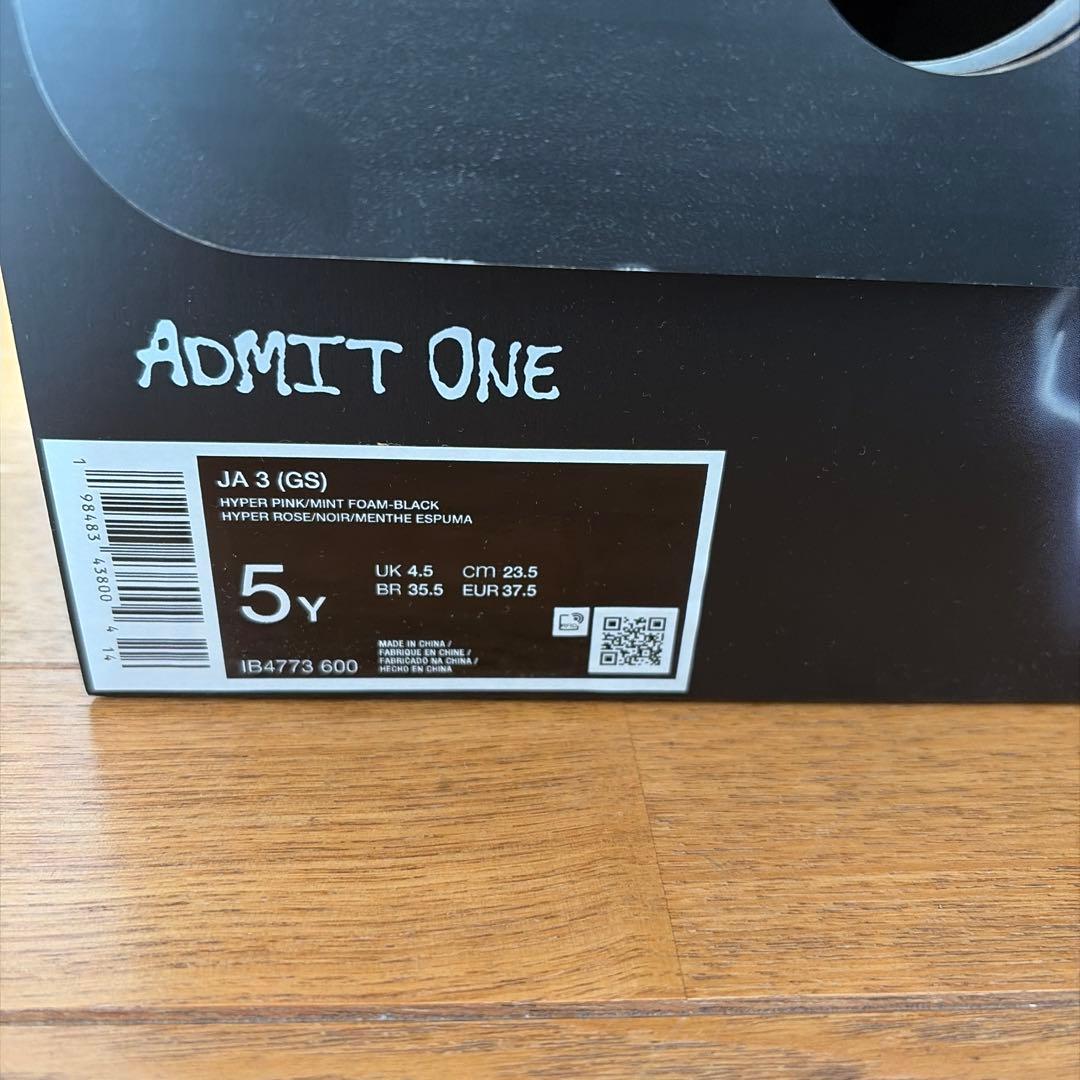 ADMIT ONE
JA 3 (GS)
HYPER PINK/MINT FOAM-BLACK
HYPER ROSE/NOIR/MENTHE ESPUMA
5Y
UK 4.5 cm 23.5
BR 35.5 EUR 37.5
MADE IN CHINA /
FABRIQUE EN CHINE /
FABRICADO NA CHINA /
HECHO EN CHINA
IB4773 600
1 98483 43800 4 14